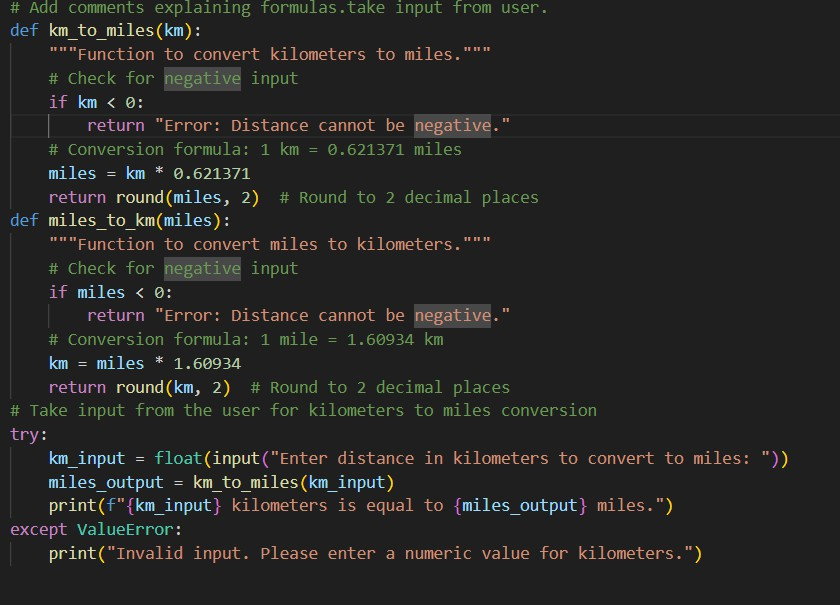 # Add comments explaining formulas.take input from user.
def km_to_miles(km):
    """Function to convert kilometers to miles."""
    # Check for negative input
    if km < 0:
        return "Error: Distance cannot be negative."
    # Conversion formula: 1 km = 0.621371 miles
    miles = km * 0.621371
    return round(miles, 2)  # Round to 2 decimal places
def miles_to_km(miles):
    """Function to convert miles to kilometers."""
    # Check for negative input
    if miles < 0:
        return "Error: Distance cannot be negative."
    # Conversion formula: 1 mile = 1.60934 km
    km = miles * 1.60934
    return round(km, 2)  # Round to 2 decimal places
# Take input from the user for kilometers to miles conversion
try:
    km_input = float(input("Enter distance in kilometers to convert to miles: "))
    miles_output = km_to_miles(km_input)
    print(f"{km_input} kilometers is equal to {miles_output} miles.")
except ValueError:
    print("Invalid input. Please enter a numeric value for kilometers.")